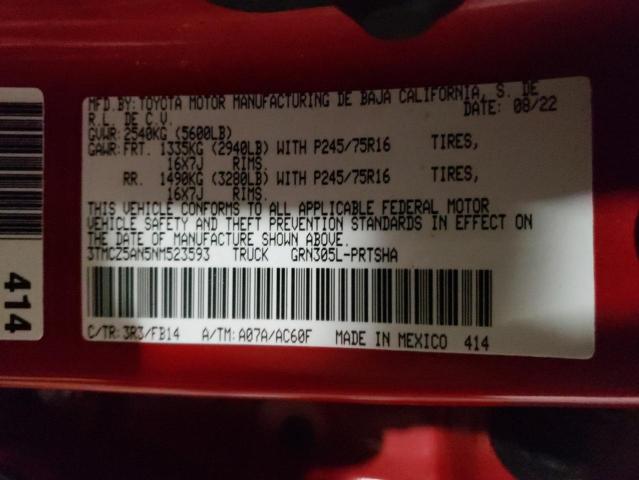 MFD.BY:TOYOTA MOTOR MANUFACTURING DE BAJA CALIFORNIA, S. DE
R.L. DE C.V. DATE: 08/22
GVWR:2540KG (5600LB)
GAWR:FRT. 1335KG (2940LB) WITH P245/75R16 TIRES,
16X7J RIMS.
RR. 1490KG (3280LB) WITH P245/75R16 TIRES,
16X7J RIMS.
THIS VEHICLE CONFORMS TO ALL APPLICABLE FEDERAL MOTOR
VEHICLE SAFETY AND THEFT PREVENTION STANDARDS IN EFFECT ON
THE DATE OF MANUFACTURE SHOWN ABOVE.
3TMCZ5AN5NM523593 TRUCK GRN305L-PRTSHA
C/TR:3R3/FB14 A/TM:A07A/AC60F MADE IN MEXICO 414
414